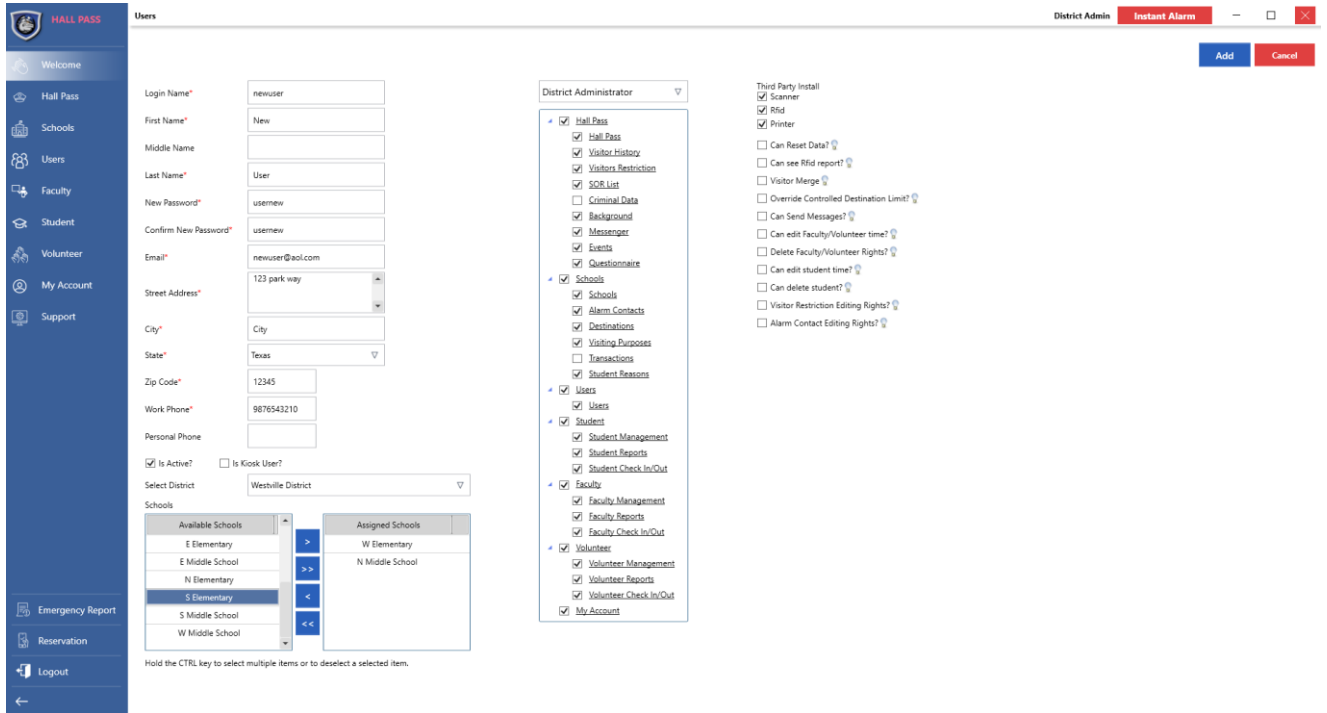 HALL PASS
Users
District Admin
Instant Alarm
Add
Cancel
Welcome
Hall Pass
Schools
Users
Faculty
Student
Volunteer
My Account
Support
Emergency Report
Reservation
Logout
Login Name* newuser
First Name* New
Middle Name
Last Name* User
New Password* usernew
Confirm New Password* usernew
Email* newuser@aol.com
Street Address* 123 park way
City* City
State* Texas
Zip Code* 12345
Work Phone* 9876543210
Personal Phone
Is Active? Is Kiosk User?
Select District Westville District
Schools
Available Schools
E Elementary
E Middle School
N Elementary
S Elementary
S Middle School
W Middle School
>
>>
<
<<
Assigned Schools
W Elementary
N Middle School
Hold the CTRL key to select multiple items or to deselect a selected item.
District Administrator
Hall Pass
Hall Pass
Visitor History
Visitors Restriction
SOR List
Criminal Data
Background
Messenger
Events
Questionnaire
Schools
Schools
Alarm Contacts
Destinations
Visiting Purposes
Transactions
Student Reasons
Users
Users
Student
Student Management
Student Reports
Student Check In/Out
Faculty
Faculty Management
Faculty Reports
Faculty Check In/Out
Volunteer
Volunteer Management
Volunteer Reports
Volunteer Check In/Out
My Account
Third Party Install
Scanner
Rfid
Printer
Can Reset Data?
Can see Rfid report?
Visitor Merge
Override Controlled Destination Limit?
Can Send Messages?
Can edit Faculty/Volunteer time?
Delete Faculty/Volunteer Rights?
Can edit student time?
Can delete student?
Visitor Restriction Editing Rights?
Alarm Contact Editing Rights?